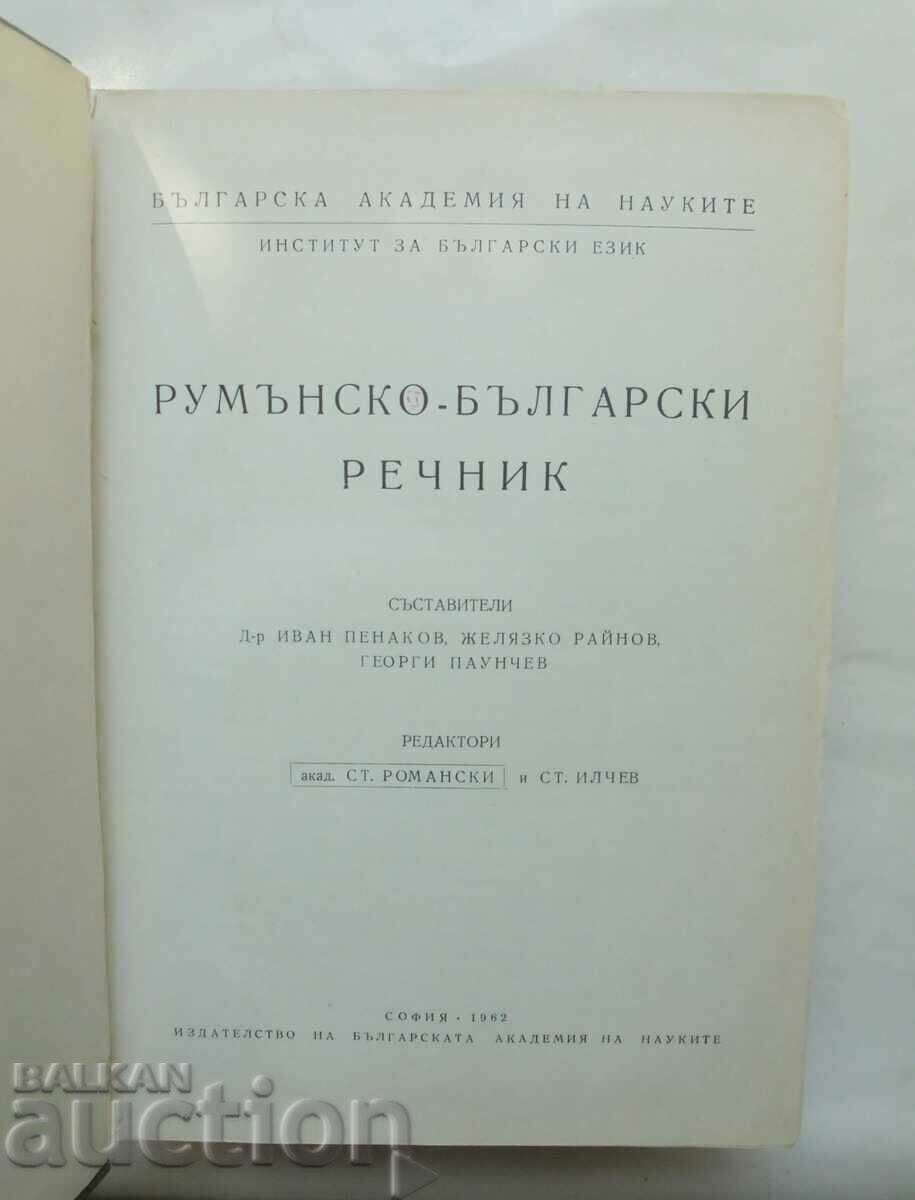 БЪЛГАРСКА АКАДЕМИЯ НА НАУКИТЕ
ИНСТИТУТ ЗА БЪЛГАРСКИ ЕЗИК
РУМЪНСКО-БЪЛГАРСКИ
РЕЧНИК
СЪСТАВИТЕЛИ
Д-р ИВАН ПЕНАКОВ, ЖЕЛЯЗКО РАЙНОВ,
ГЕОРГИ ПАУНЧЕВ
РЕДАКТОРИ
акад. СТ. РОМАНСКИ и СТ. ИЛЧЕВ
СОФИЯ · 1962
ИЗДАТЕЛСТВО НА БЪЛГАРСКАТА АКАДЕМИЯ НА НАУКИТЕ
BALKAN
auction